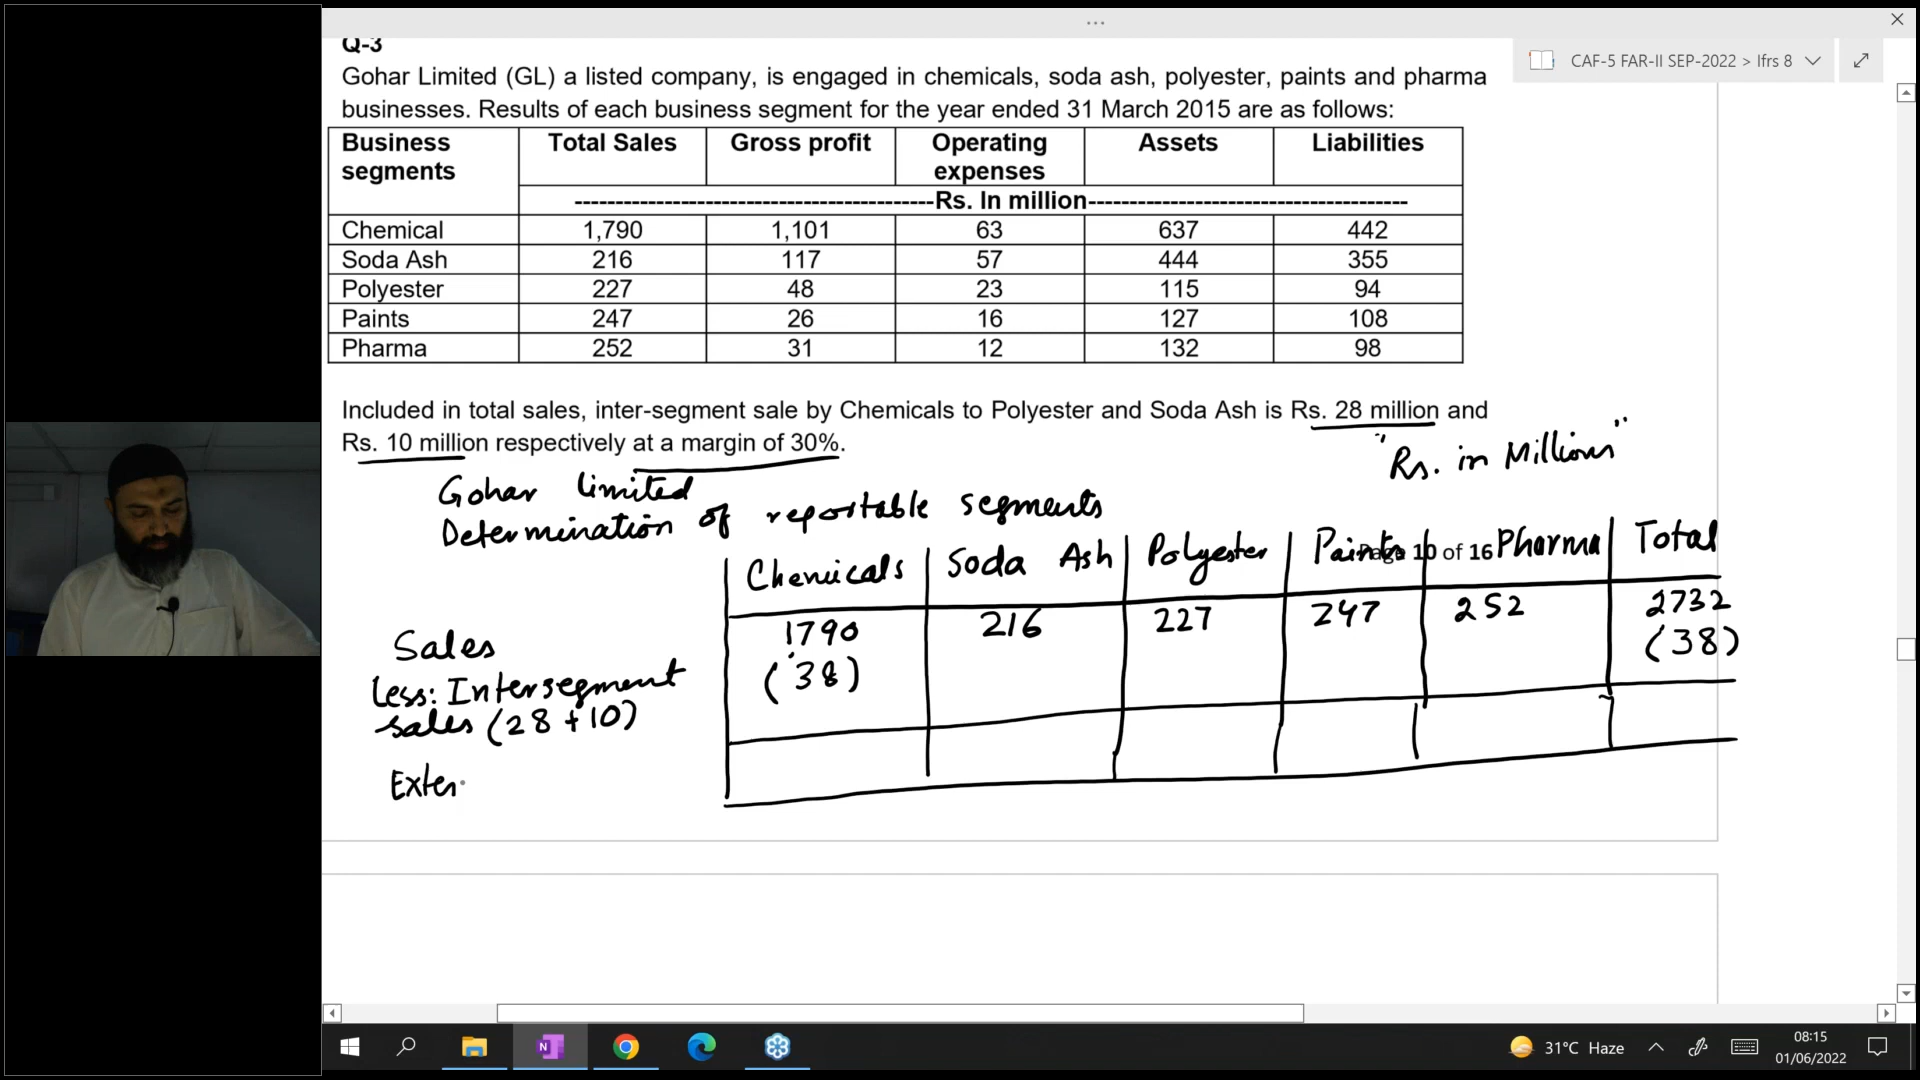 Q-3
CAF-5 FAR-II SEP-2022 > Ifrs 8
Gohar Limited (GL) a listed company, is engaged in chemicals, soda ash, polyester, paints and pharma
businesses. Results of each business segment for the year ended 31 March 2015 are as follows:
Business segments Total Sales Gross profit Operating expenses Assets Liabilities
-------------------------------------------Rs. In million---------------------------------------
Chemical 1,790 1,101 63 637 442
Soda Ash 216 117 57 444 355
Polyester 227 48 23 115 94
Paints 247 26 16 127 108
Pharma 252 31 12 132 98
Included in total sales, inter-segment sale by Chemicals to Polyester and Soda Ash is Rs. 28 million and
Rs. 10 million respectively at a margin of 30%.
"Rs. in Millions"
Gohar Limited
Determination of reportable segments
Page 10 of 16
Chemicals Soda Ash Polyester Paints Pharma Total
Sales 1790 216 227 247 252 2732
Less: Intersegment (38) (38)
sales (28+10)
Exter
31°C Haze
08:15
01/06/2022